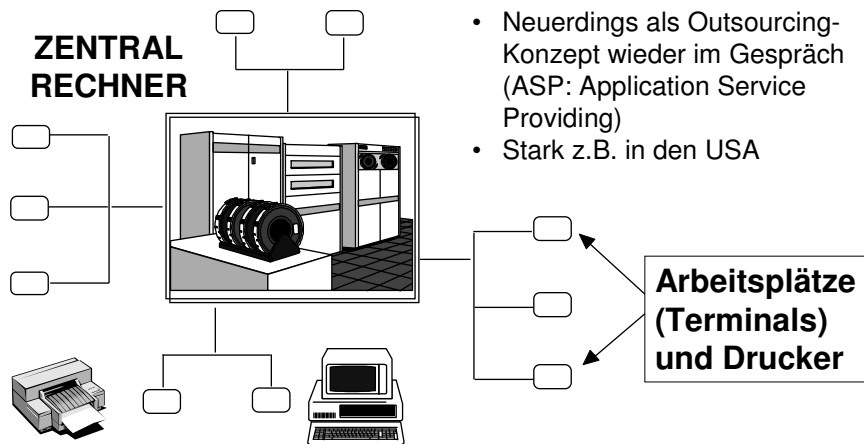 ZENTRAL
RECHNER
• Neuerdings als Outsourcing-
Konzept wieder im Gespräch
(ASP: Application Service
Providing)
• Stark z.B. in den USA
Arbeitsplätze
(Terminals)
und Drucker